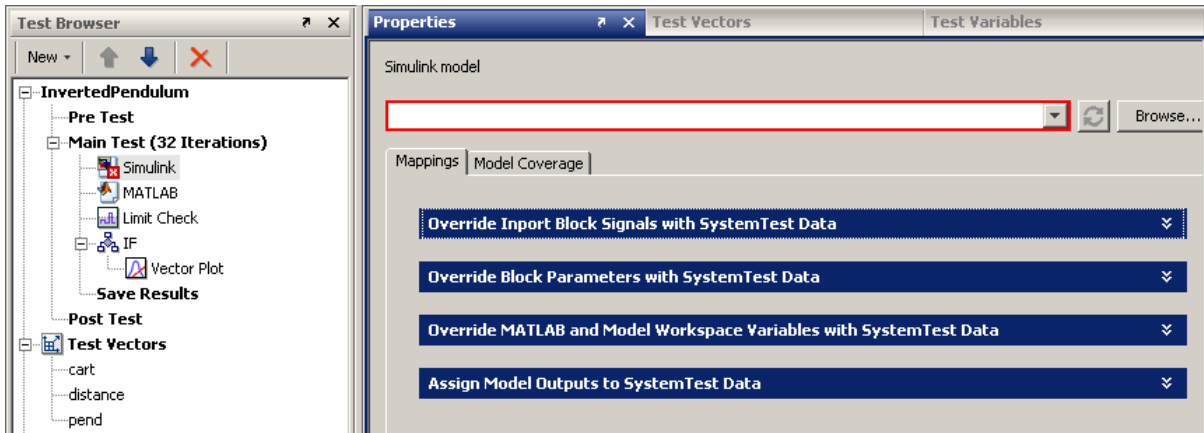 Test Browser
New
InvertedPendulum
Pre Test
Main Test (32 Iterations)
Simulink
MATLAB
Limit Check
IF
Vector Plot
Save Results
Post Test
Test Vectors
cart
distance
pend
Properties
Test Vectors
Test Variables
Simulink model
Browse...
Mappings
Model Coverage
Override Inport Block Signals with SystemTest Data
Override Block Parameters with SystemTest Data
Override MATLAB and Model Workspace Variables with SystemTest Data
Assign Model Outputs to SystemTest Data